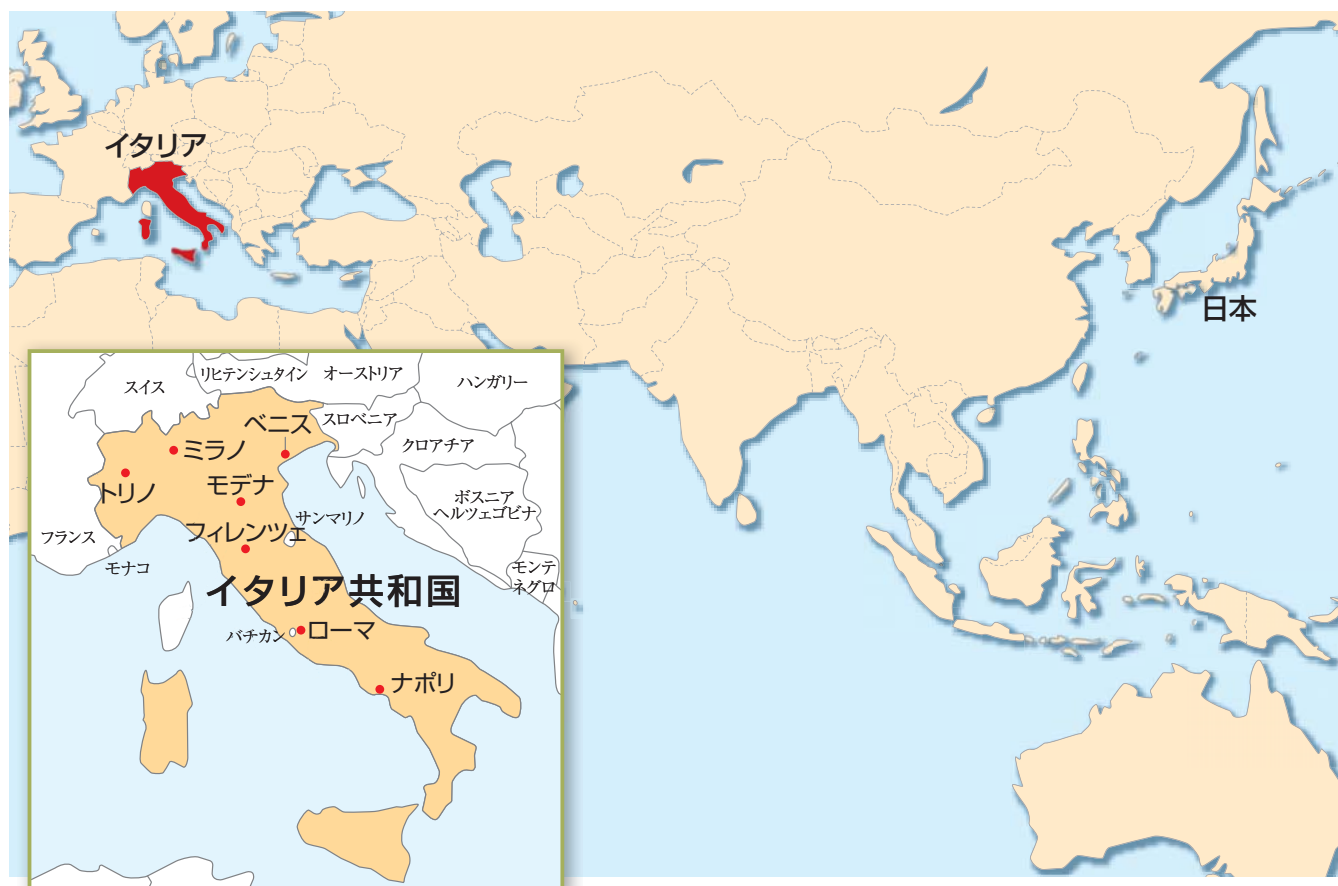 イタリア
日本
スイス
リヒテンシュタイン
オーストリア
ハンガリー
ベニス
スロベニア
クロアチア
ミラノ
トリノ
モデナ
ボスニア
ヘルツェゴビナ
サンマリノ
フランス
フィレンツェ
モナコ
モンテ
ネグロ
イタリア共和国
バチカン
ローマ
ナポリ